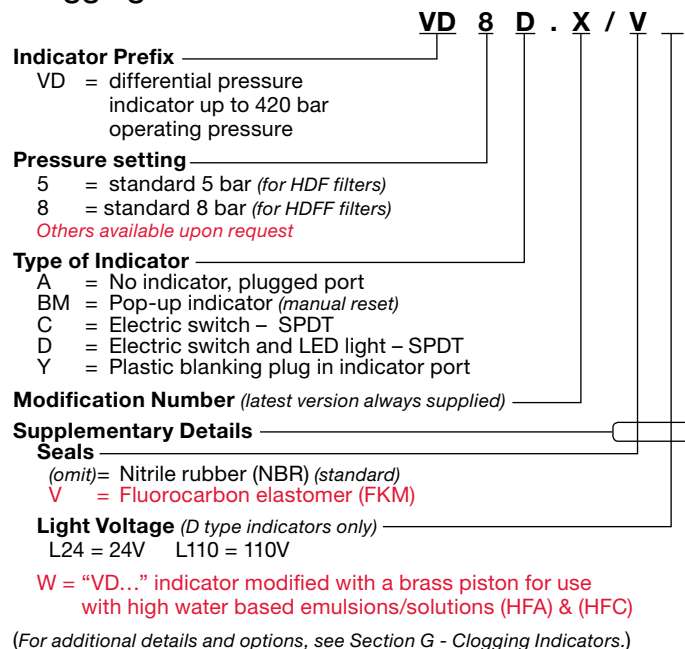 VD 8 D . X / V
Indicator Prefix
VD = differential pressure
indicator up to 420 bar
operating pressure
Pressure setting
5 = standard 5 bar (for HDF filters)
8 = standard 8 bar (for HDFF filters)
Others available upon request
Type of Indicator
A = No indicator, plugged port
BM = Pop-up indicator (manual reset)
C = Electric switch – SPDT
D = Electric switch and LED light – SPDT
Y = Plastic blanking plug in indicator port
Modification Number (latest version always supplied)
Supplementary Details
Seals
(omit)= Nitrile rubber (NBR) (standard)
V = Fluorocarbon elastomer (FKM)
Light Voltage (D type indicators only)
L24 = 24V L110 = 110V
W = “VD…” indicator modified with a brass piston for use
with high water based emulsions/solutions (HFA) & (HFC)
(For additional details and options, see Section G - Clogging Indicators.)